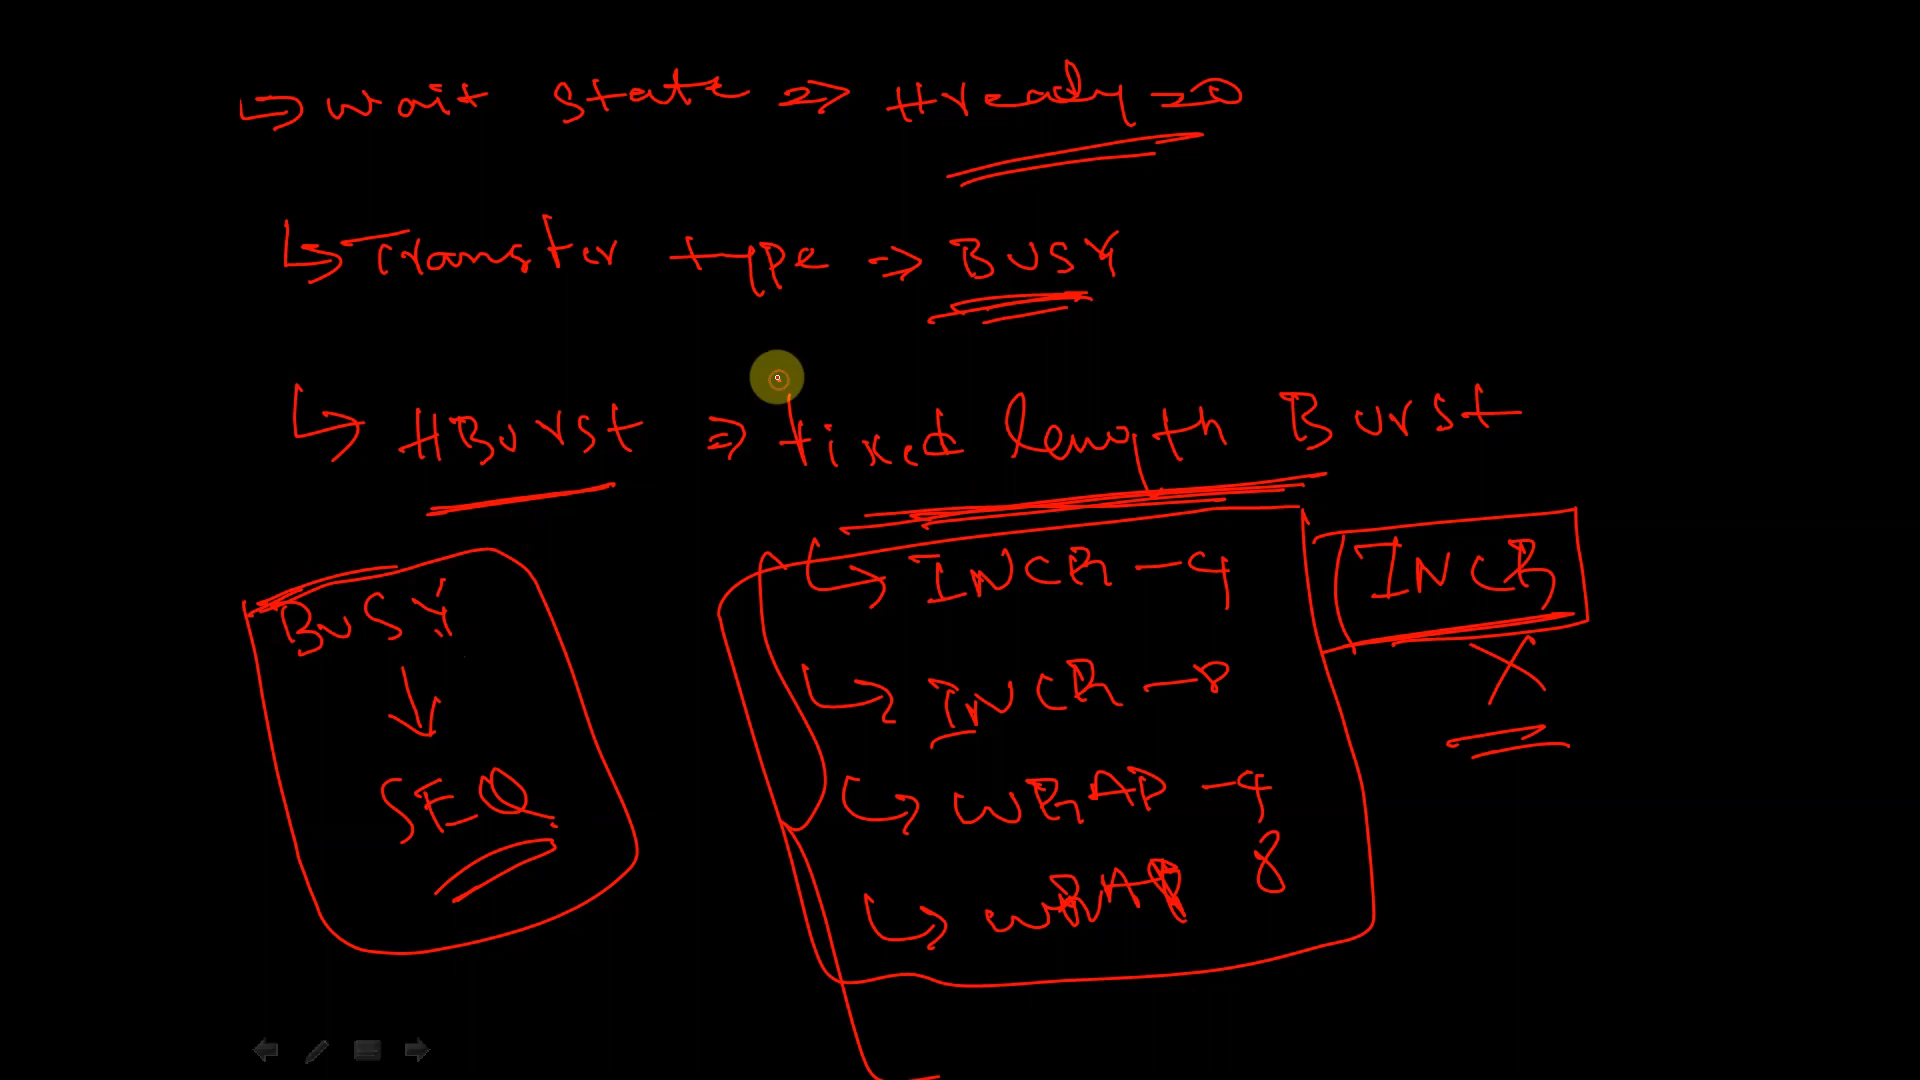 ↳ wait state ⇒ Hready = 0
↳ Transfer type ⇒ BUSY
↳ HBurst ⇒ fixed length Burst
BUSY
↓
SEQ.
↳ INCR - 4
↳ INCR - 8
↳ WRAP - 4
↳ WRAP 8
INCR
X